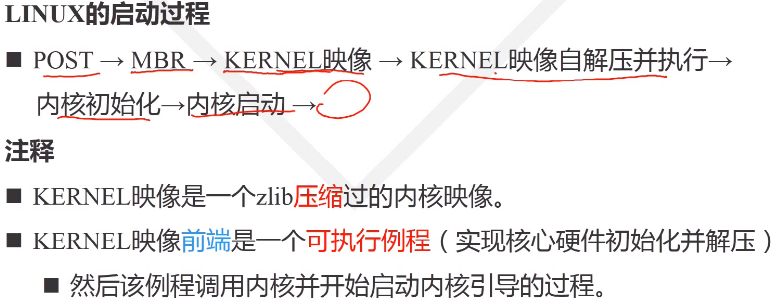 LINUX的启动过程
■ POST → MBR → KERNEL映像 → KERNEL映像自解压并执行→
内核初始化→内核启动 →
注释
■ KERNEL映像是一个zlib压缩过的内核映像。
■ KERNEL映像前端是一个可执行例程（实现核心硬件初始化并解压）
■ 然后该例程调用内核并开始启动内核引导的过程。